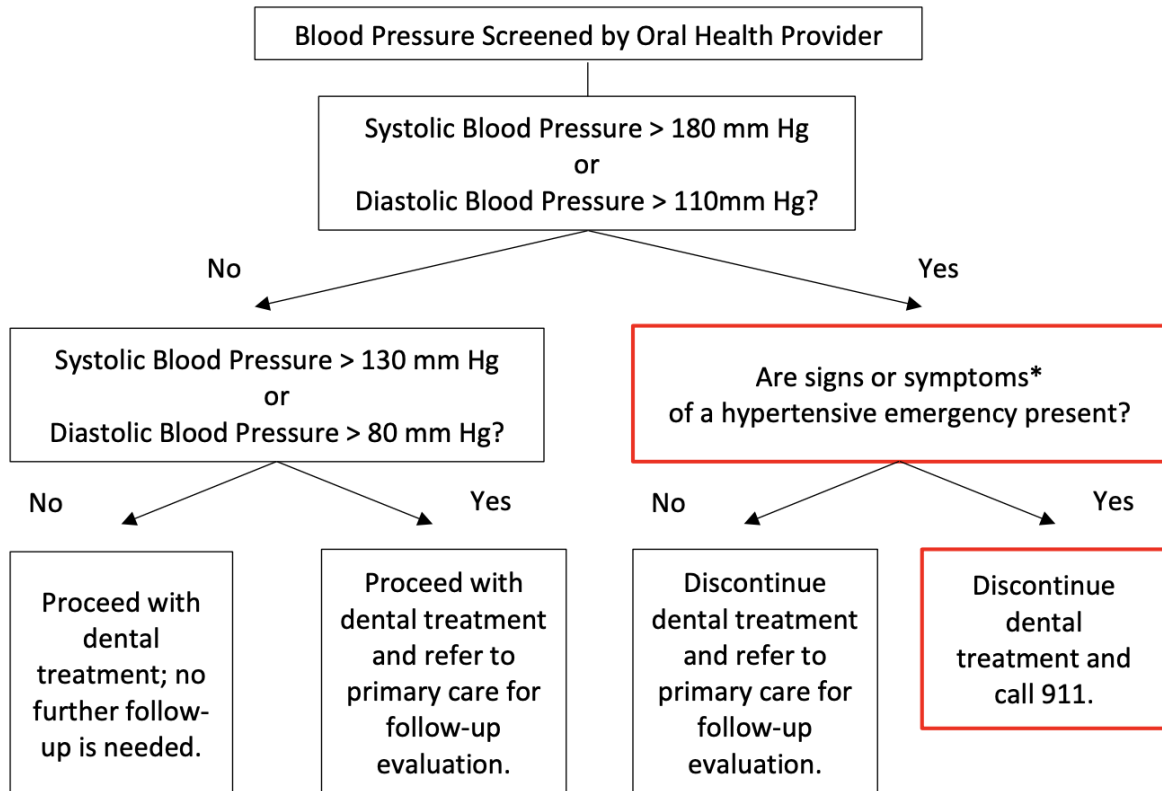 Blood Pressure Screened by Oral Health Provider
Systolic Blood Pressure > 180 mm Hg
or
Diastolic Blood Pressure > 110mm Hg?
No
Yes
Systolic Blood Pressure > 130 mm Hg
or
Diastolic Blood Pressure > 80 mm Hg?
Are signs or symptoms*
of a hypertensive emergency present?
No
Yes
No
Yes
Proceed with
dental
treatment; no
further follow-
up is needed.
Proceed with
dental treatment
and refer to
primary care for
follow-up
evaluation.
Discontinue
dental treatment
and refer to
primary care for
follow-up
evaluation.
Discontinue
dental
treatment and
call 911.